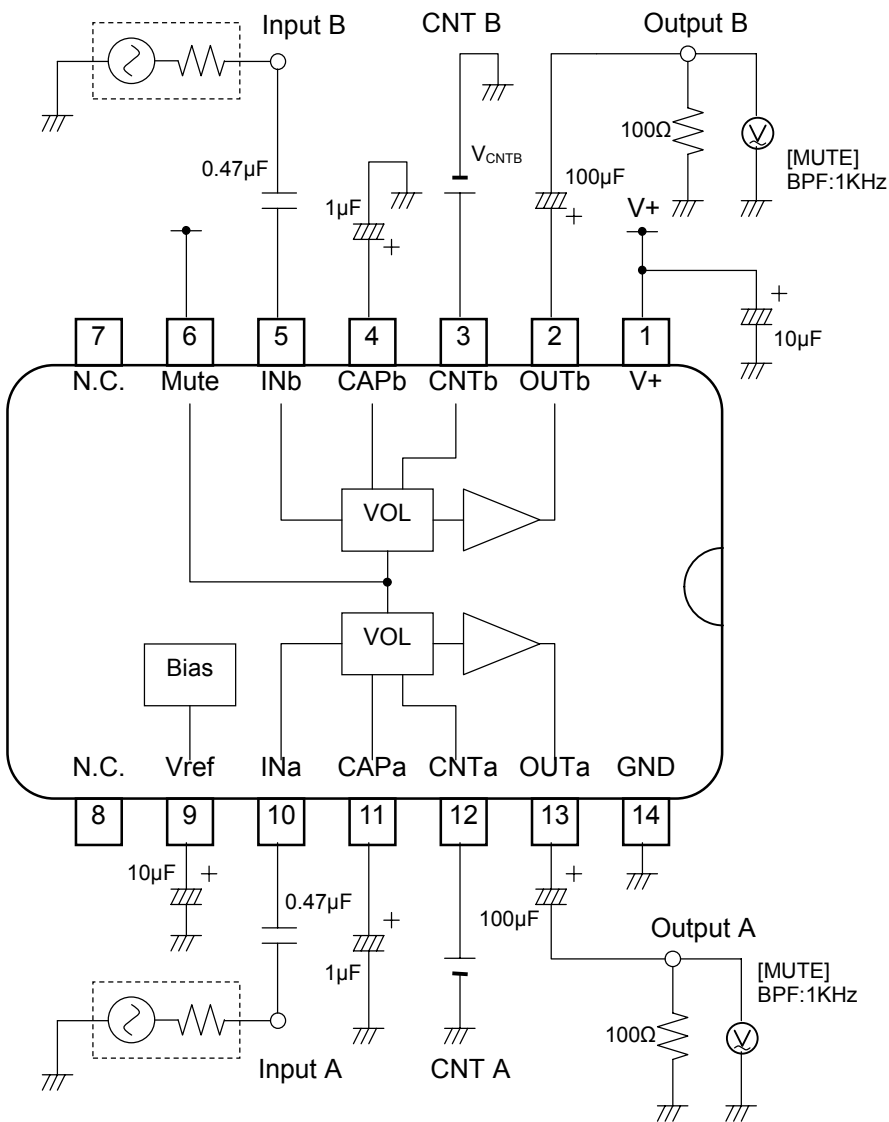 Input B
CNT B
Output B
100Ω
V
[MUTE]
BPF:1KHz
0.47µF
VCNTB
1µF
+
100µF
+
V+
+
10µF
7
6
5
4
3
2
1
N.C.
Mute
INb
CAPb
CNTb
OUTb
V+
VOL
VOL
Bias
N.C.
Vref
INa
CAPa
CNTa
OUTa
GND
8
9
10
11
12
13
14
10µF
+
0.47µF
1µF
+
100µF
+
Output A
[MUTE]
BPF:1KHz
100Ω
V
Input A
CNT A